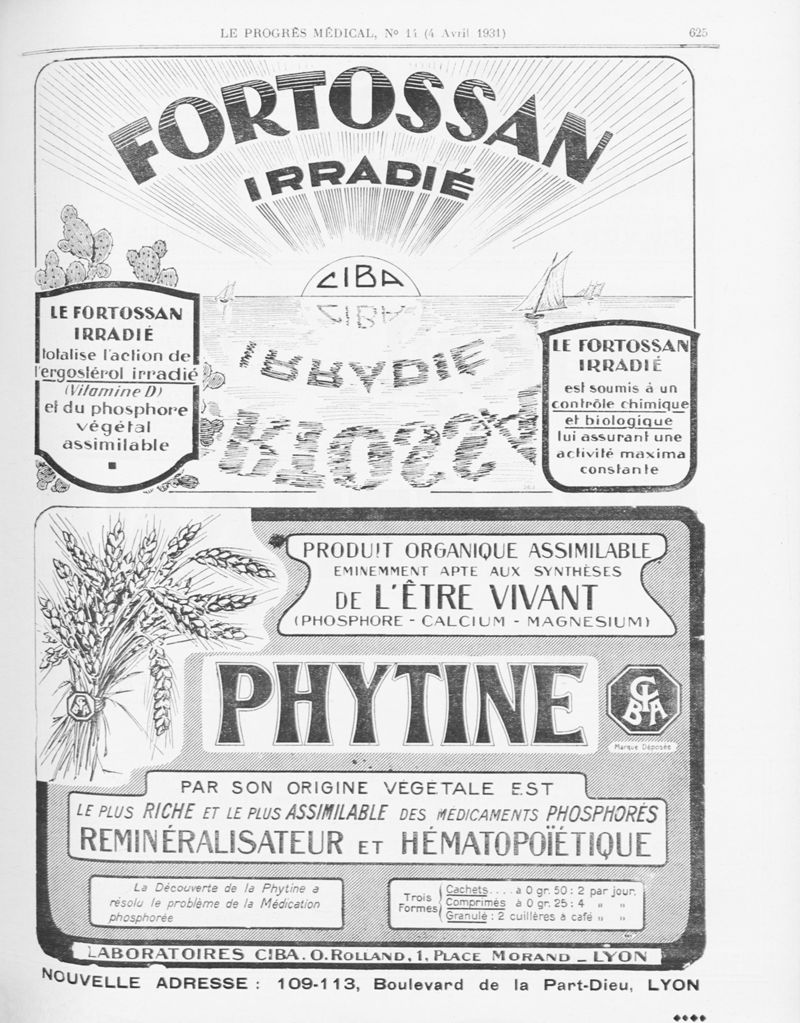 LE PROGRÈS MÉDICAL, No 14 (4 Avril 1931) 625
FORTOSSAN
IRRADIÉ
CIBA
CIBA
IRRADIE
LE FORTOSSAN
IRRADIÉ
totalise l'action de
l'ergostérol irradié
(Vitamine D)
et du phosphore
végétal
assimilable
LE FORTOSSAN
IRRADIÉ
est soumis à un
contrôle chimique
et biologique
lui assurant une
activité maxima
constante
PRODUIT ORGANIQUE ASSIMILABLE
EMINEMMENT APTE AUX SYNTHÈSES
DE L'ÊTRE VIVANT
(PHOSPHORE - CALCIUM - MAGNESIUM)
PHYTINE
CIBA
Marque Déposée
CIBA
PAR SON ORIGINE VÉGÉTALE EST
LE PLUS RICHE ET LE PLUS ASSIMILABLE DES MÉDICAMENTS PHOSPHORÉS
REMINÉRALISATEUR ET HÉMATOPOÏÉTIQUE
La Découverte de la Phytine a
résolu le problème de la Médication
phosphorée
Trois Formes
Cachets.... à 0 gr. 50 : 2 par jour.
Comprimés à 0 gr. 25 : 4 " "
Granulé : 2 cuillères à café " "
LABORATOIRES CIBA. O. ROLLAND, 1, PLACE MORAND _ LYON
NOUVELLE ADRESSE : 109-113, Boulevard de la Part-Dieu, LYON